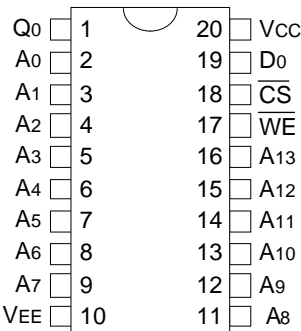 Q0 1 20 VCC
A0 2 19 D0
A1 3 18 C̅S̅
A2 4 17 W̅E̅
A3 5 16 A13
A4 6 15 A12
A5 7 14 A11
A6 8 13 A10
A7 9 12 A9
VEE 10 11 A8